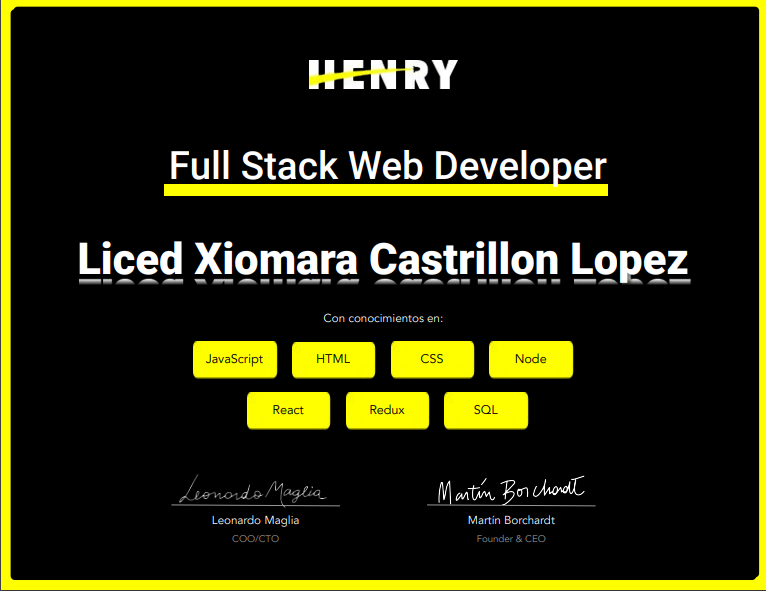 HENRY
Full Stack Web Developer
Liced Xiomara Castrillon Lopez
Con conocimientos en:
JavaScript HTML CSS Node
React Redux SQL
Leonardo Maglia Martín Borchardt
Leonardo Maglia Martín Borchardt
COO/CTO Founder & CEO